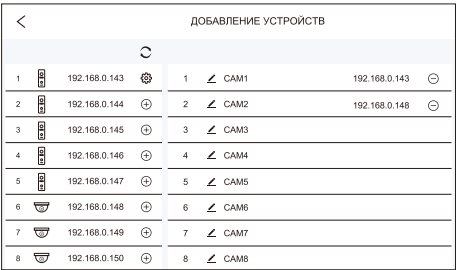 ДОБАВЛЕНИЕ УСТРОЙСТВ
1 192.168.0.143 1 CAM1 192.168.0.143
2 192.168.0.144 2 CAM2 192.168.0.148
3 192.168.0.145 3 CAM3
4 192.168.0.146 4 CAM4
5 192.168.0.147 5 CAM5
6 192.168.0.148 6 CAM6
7 192.168.0.149 7 CAM7
8 192.168.0.150 8 CAM8